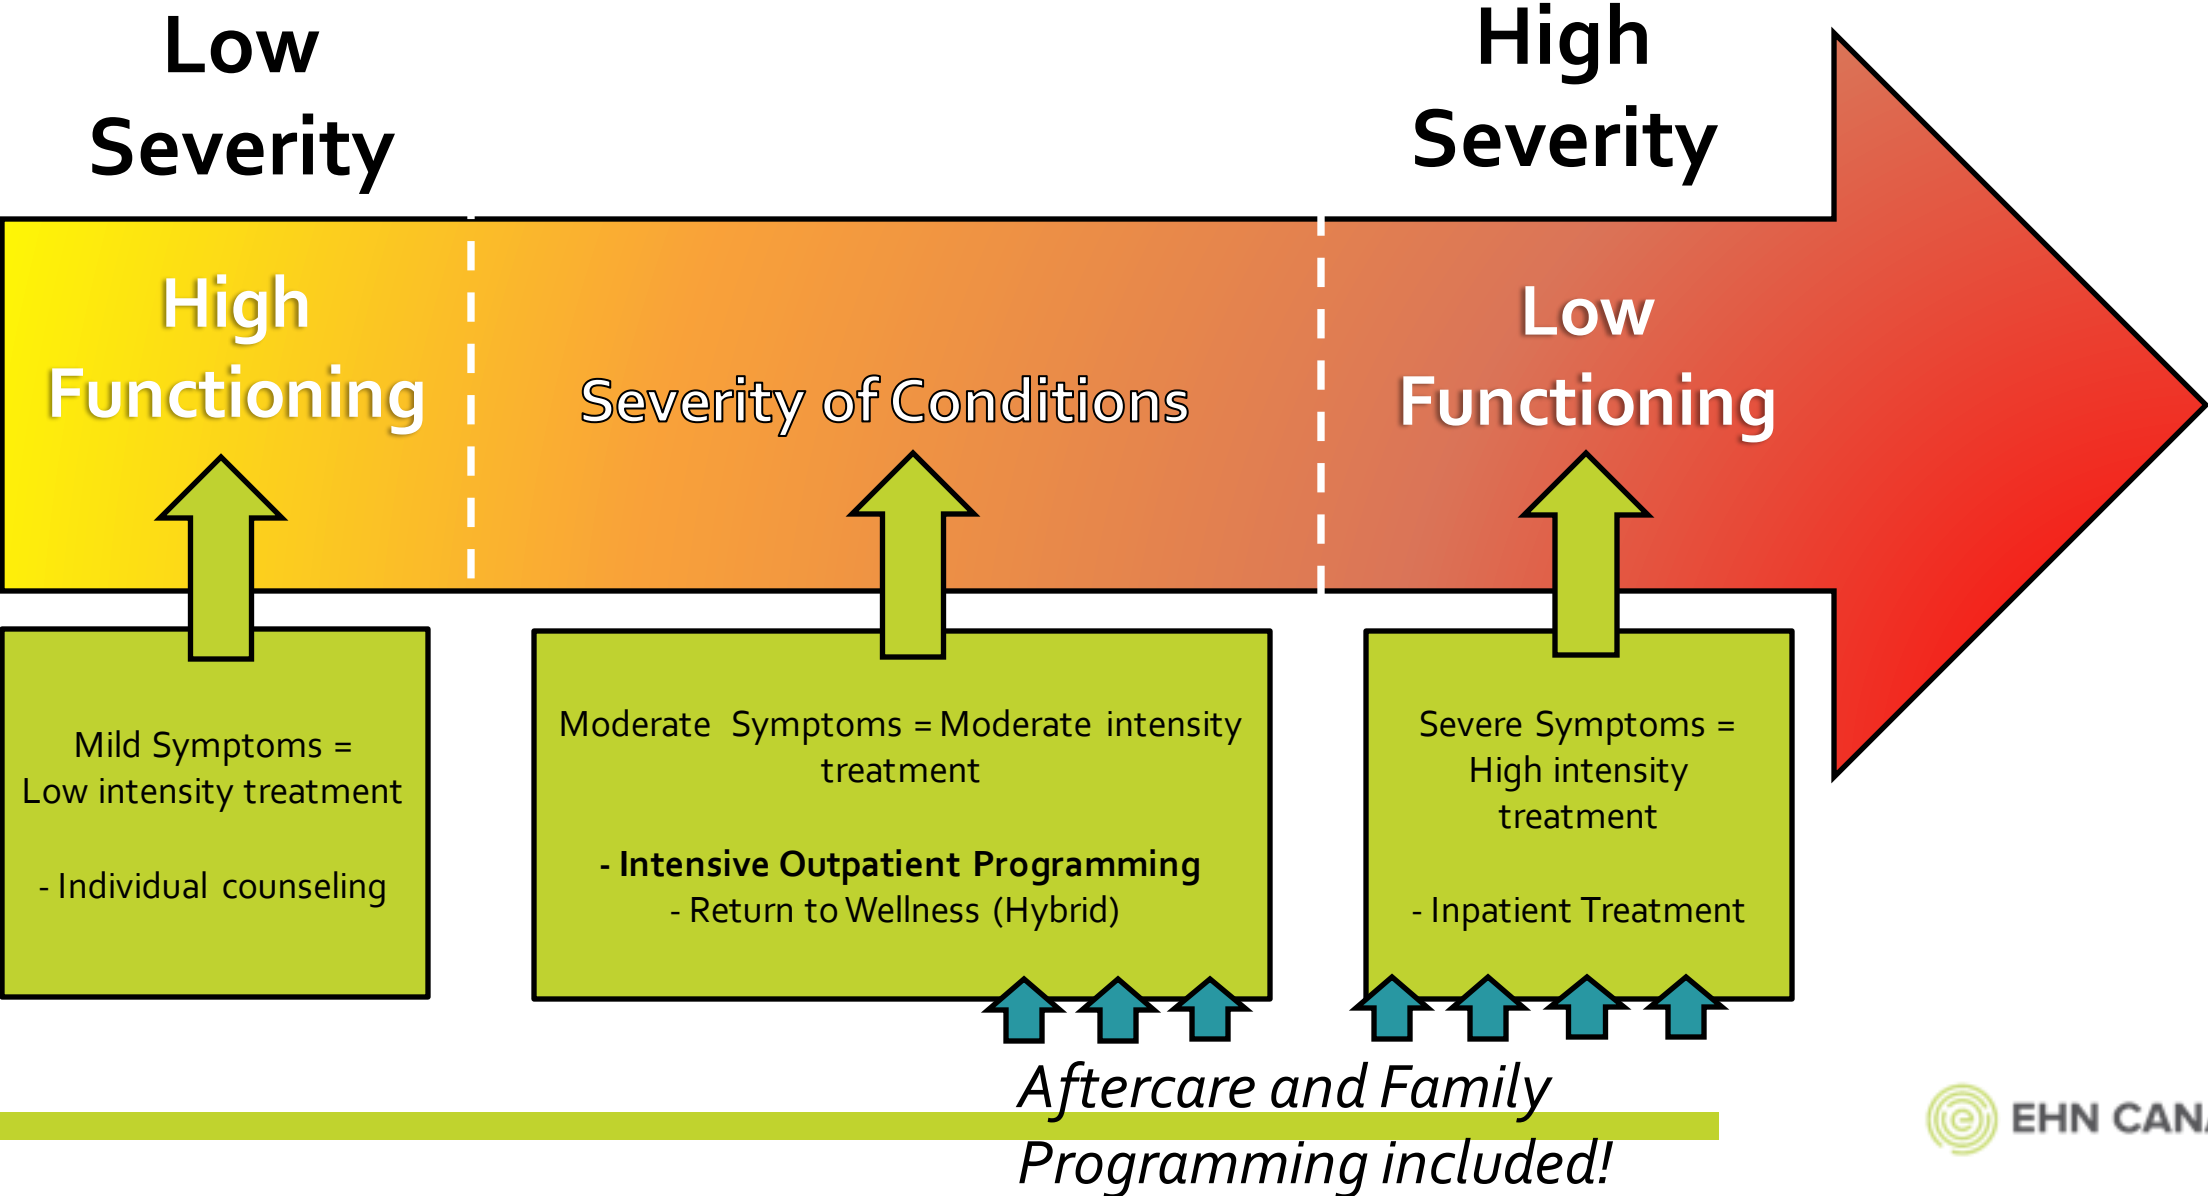 Low
Severity
High
Severity
High
Functioning
Severity of Conditions
Low
Functioning
Mild Symptoms =
Low intensity treatment
- Individual counseling
Moderate Symptoms = Moderate intensity
treatment
- Intensive Outpatient Programming
- Return to Wellness (Hybrid)
Severe Symptoms =
High intensity
treatment
- Inpatient Treatment
Aftercare and Family
Programming included!
EHN